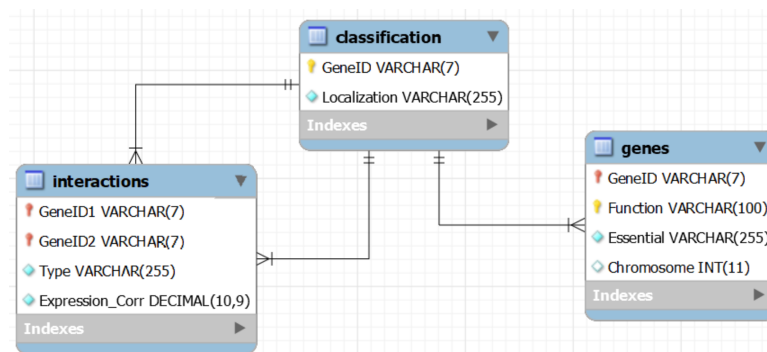 classification
GeneID VARCHAR(7)
Localization VARCHAR(255)
Indexes
interactions
GeneID1 VARCHAR(7)
GeneID2 VARCHAR(7)
Type VARCHAR(255)
Expression_Corr DECIMAL(10,9)
Indexes
genes
GeneID VARCHAR(7)
Function VARCHAR(100)
Essential VARCHAR(255)
Chromosome INT(11)
Indexes